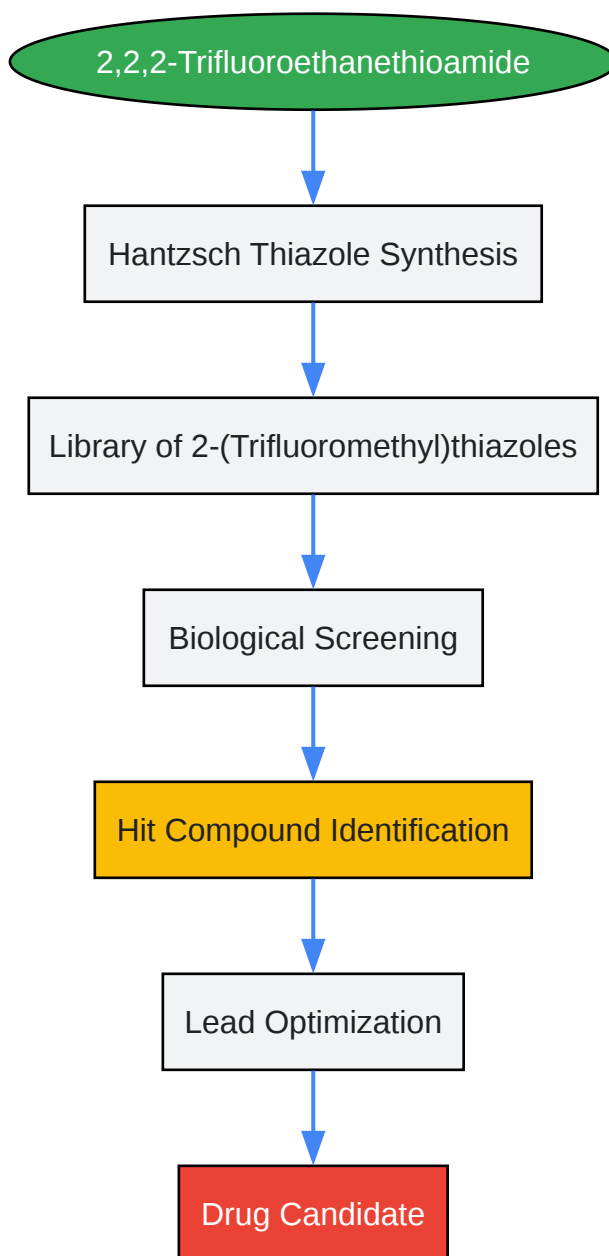 2,2,2-Trifluoroethanethioamide
Hantzsch Thiazole Synthesis
Library of 2-(Trifluoromethyl)thiazoles
Biological Screening
Hit Compound Identification
Lead Optimization
Drug Candidate